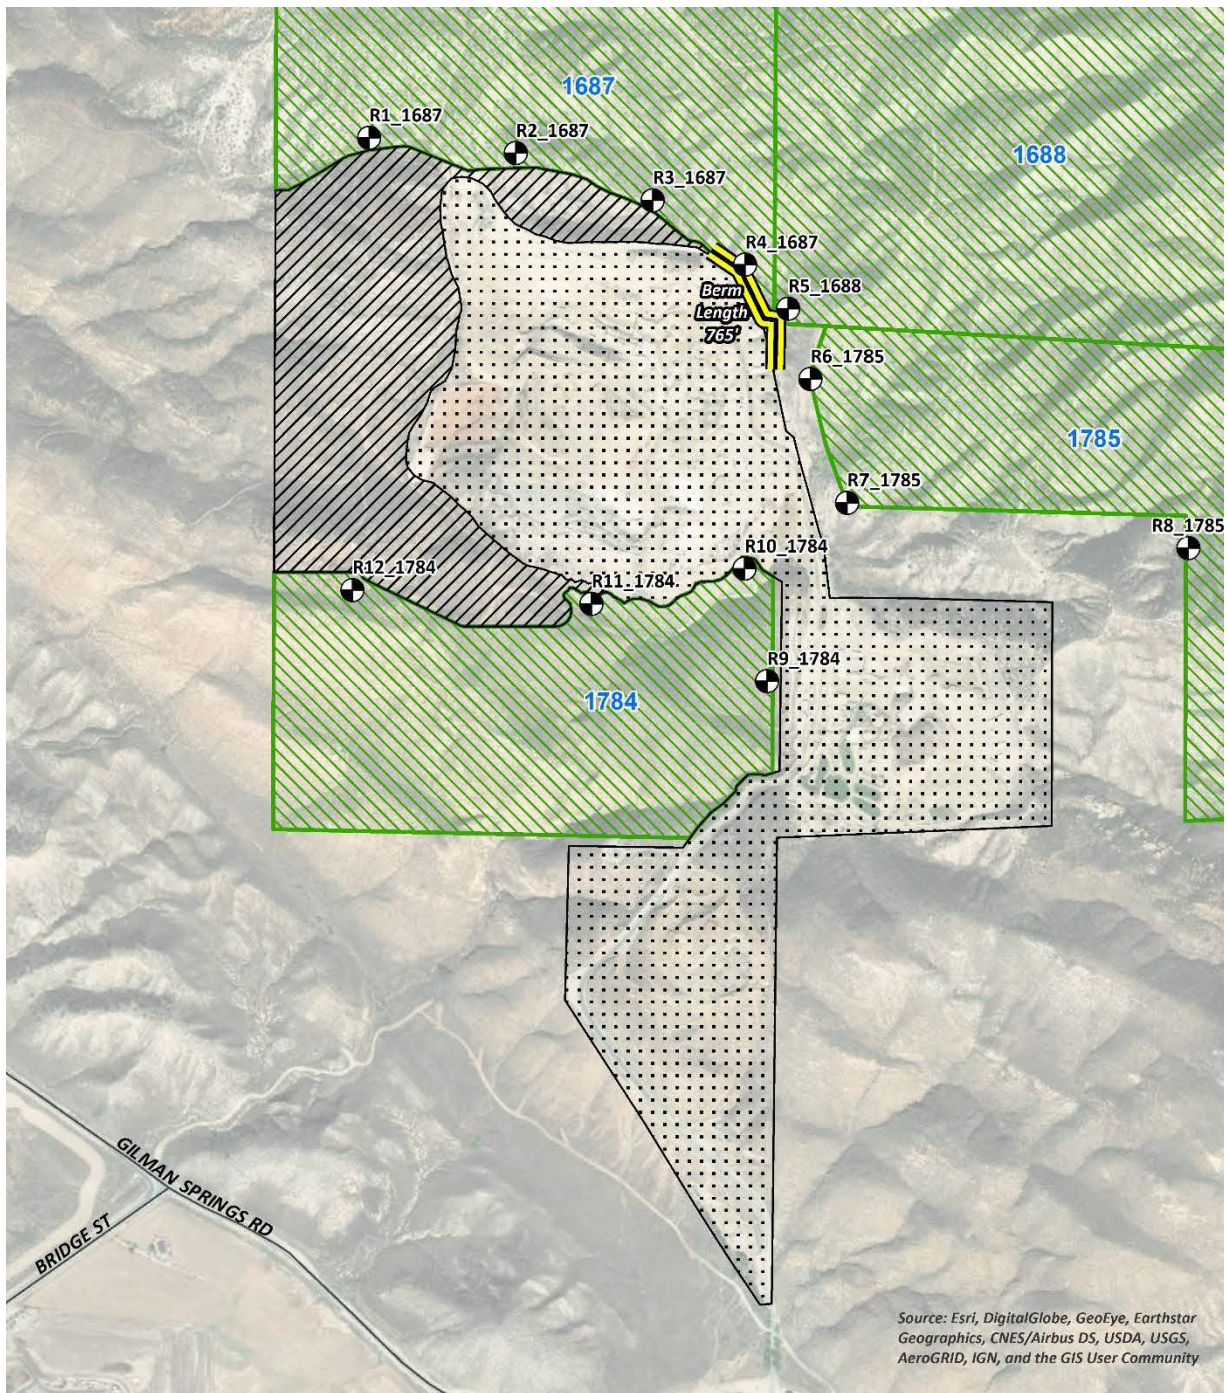 1687
R1_1687
R2_1687
1688
R3_1687
R4_1687
Berm
Length
765'
R5_1688
R6_1785
1785
R7_1785
R8_1785
R10_1784
R12_1784
R11_1784
R9_1784
1784
GILMAN SPRINGS RD
BRIDGE ST
Source: Esri, DigitalGlobe, GeoEye, Earthstar
Geographics, CNES/Airbus DS, USDA, USGS,
AeroGRID, IGN, and the GIS User Community